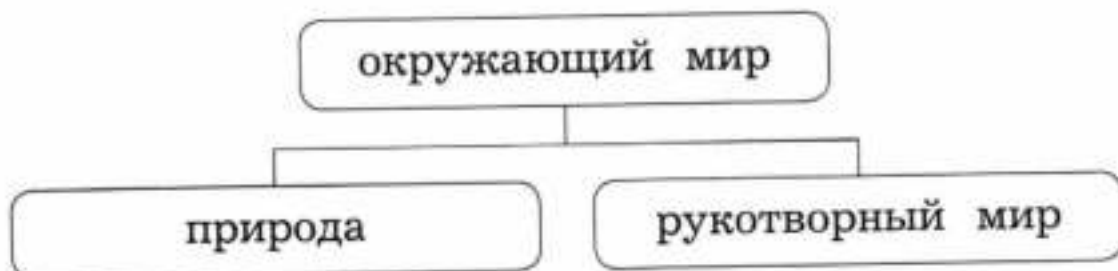 окружающий мир
природа
рукотворный мир